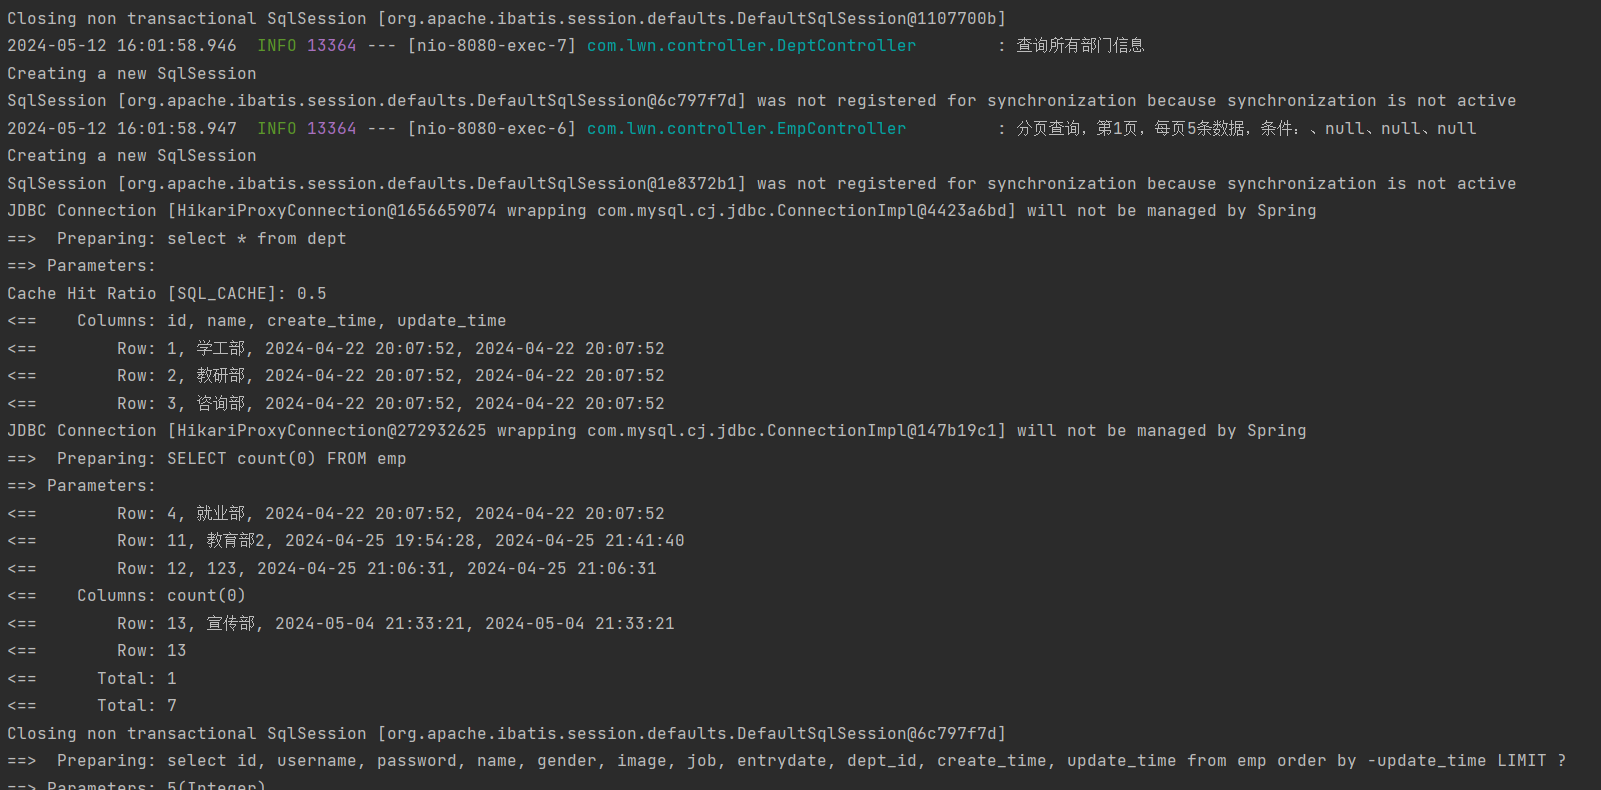 Closing non transactional SqlSession [org.apache.ibatis.session.defaults.DefaultSqlSession@1107700b]
2024-05-12 16:01:58.946  INFO 13364 --- [nio-8080-exec-7] com.lwn.controller.DeptController        : 查询所有部门信息
Creating a new SqlSession
SqlSession [org.apache.ibatis.session.defaults.DefaultSqlSession@6c797f7d] was not registered for synchronization because synchronization is not active
2024-05-12 16:01:58.947  INFO 13364 --- [nio-8080-exec-6] com.lwn.controller.EmpController         : 分页查询，第1页，每页5条数据，条件：、null、null、null
Creating a new SqlSession
SqlSession [org.apache.ibatis.session.defaults.DefaultSqlSession@1e8372b1] was not registered for synchronization because synchronization is not active
JDBC Connection [HikariProxyConnection@1656659074 wrapping com.mysql.cj.jdbc.ConnectionImpl@4423a6bd] will not be managed by Spring
==>  Preparing: select * from dept
==> Parameters:
Cache Hit Ratio [SQL_CACHE]: 0.5
<==    Columns: id, name, create_time, update_time
<==        Row: 1, 学工部, 2024-04-22 20:07:52, 2024-04-22 20:07:52
<==        Row: 2, 教研部, 2024-04-22 20:07:52, 2024-04-22 20:07:52
<==        Row: 3, 咨询部, 2024-04-22 20:07:52, 2024-04-22 20:07:52
JDBC Connection [HikariProxyConnection@272932625 wrapping com.mysql.cj.jdbc.ConnectionImpl@147b19c1] will not be managed by Spring
==>  Preparing: SELECT count(0) FROM emp
==> Parameters:
<==        Row: 4, 就业部, 2024-04-22 20:07:52, 2024-04-22 20:07:52
<==        Row: 11, 教育部2, 2024-04-25 19:54:28, 2024-04-25 21:41:40
<==        Row: 12, 123, 2024-04-25 21:06:31, 2024-04-25 21:06:31
<==    Columns: count(0)
<==        Row: 13, 宣传部, 2024-05-04 21:33:21, 2024-05-04 21:33:21
<==        Row: 13
<==      Total: 1
<==      Total: 7
Closing non transactional SqlSession [org.apache.ibatis.session.defaults.DefaultSqlSession@6c797f7d]
==>  Preparing: select id, username, password, name, gender, image, job, entrydate, dept_id, create_time, update_time from emp order by -update_time LIMIT ?
==> Parameters: 5(Integer)